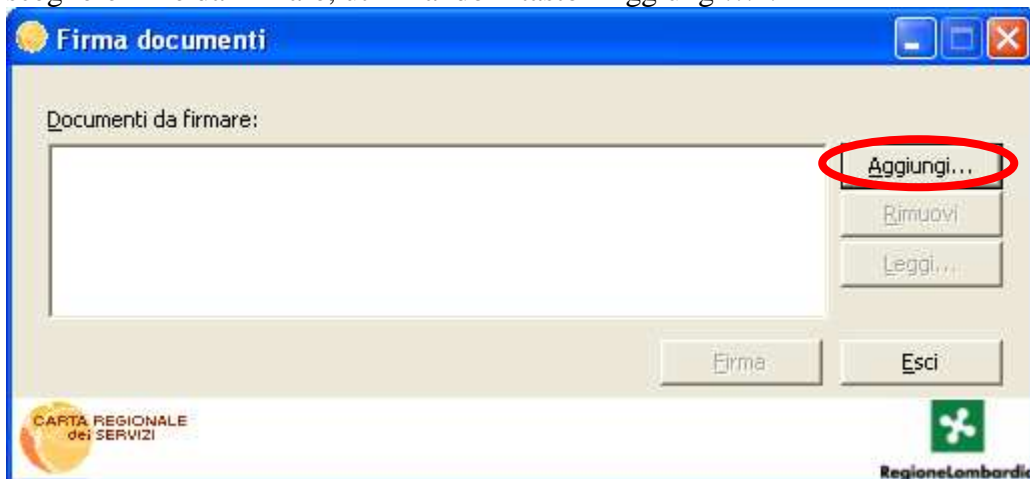 Firma documenti
Documenti da firmare:
Aggiungi...
Rimuovi
Leggi...
Firma
Esci
CARTA REGIONALE
dei SERVIZI
RegioneLombardia